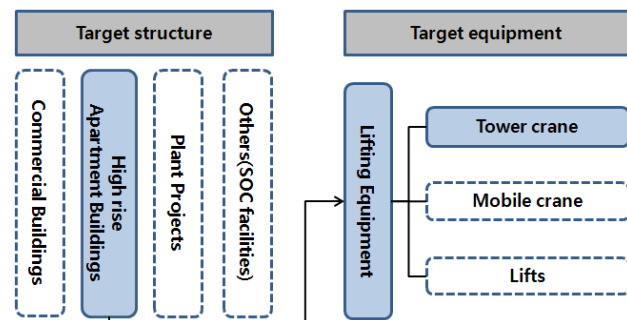 Target structure
Target equipment
Commercial Buildings
High rise
Apartment Buildings
Plant Projects
Others(SOC facilities)
Lifting Equipment
Tower crane
Mobile crane
Lifts